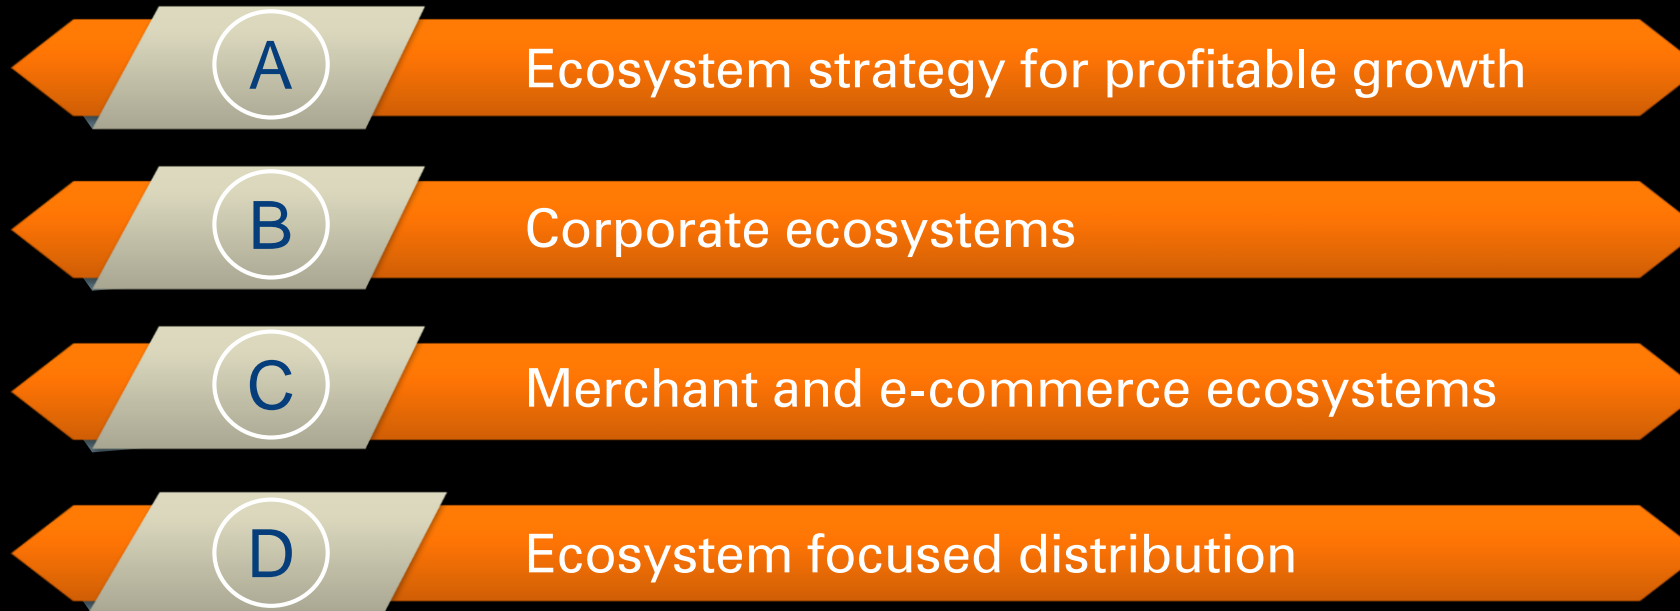 A Ecosystem strategy for profitable growth
B Corporate ecosystems
C Merchant and e-commerce ecosystems
D Ecosystem focused distribution